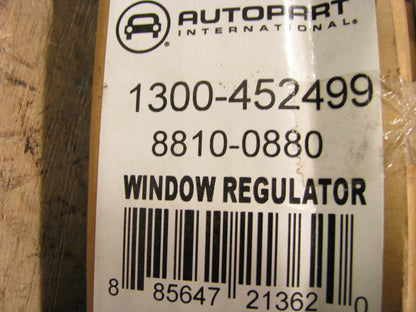 AUTOPART
INTERNATIONAL®
1300-452499
8810-0880
WINDOW REGULATOR
8 85647 21362 0